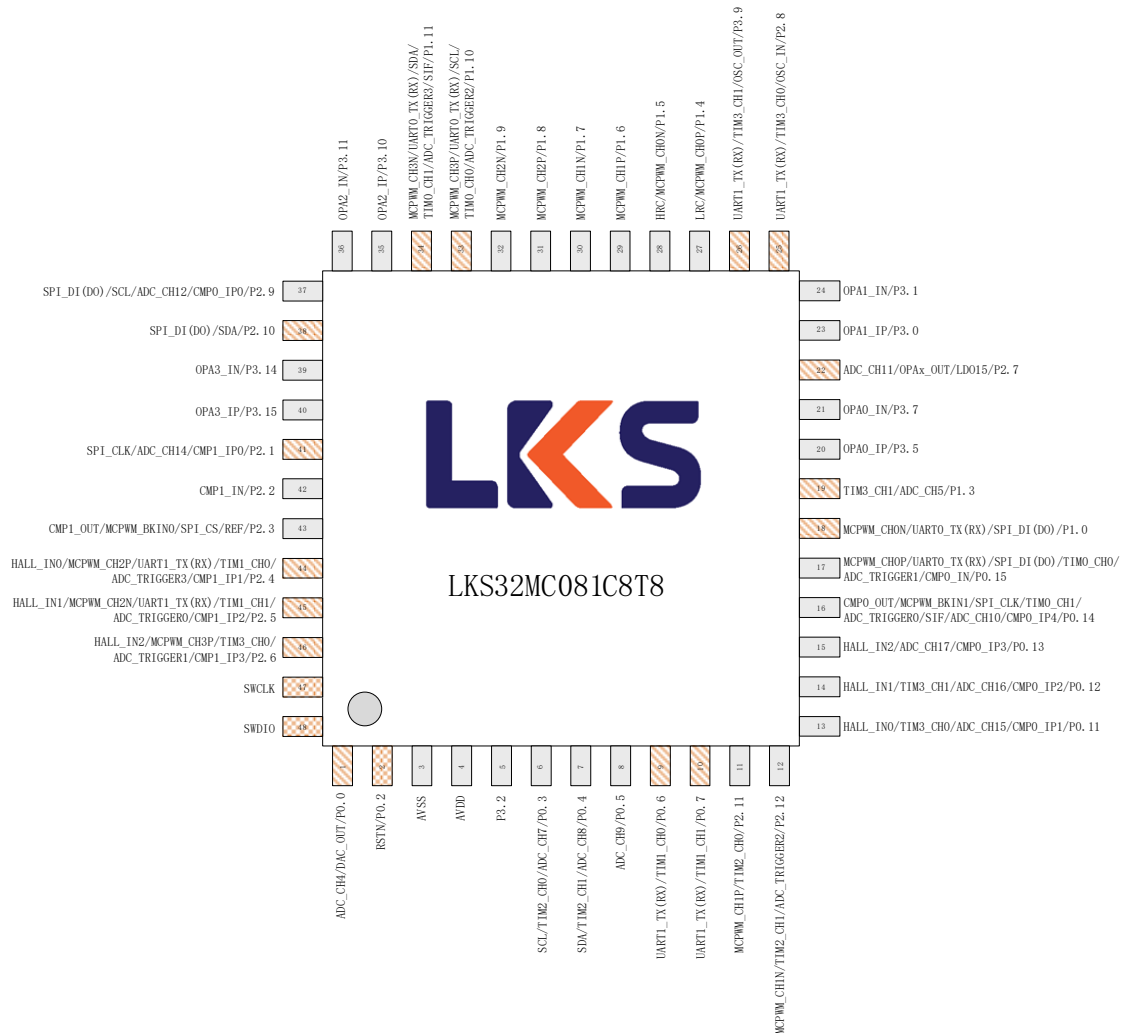 MCPWM_CH3N/UART0_TX(RX)/SDA/
TIM0_CH1/ADC_TRIGGER3/SIF/P1.11
MCPWM_CH3P/UART0_TX(RX)/SCL/
TIM0_CH0/ADC_TRIGGER2/P1.10
UART1_TX(RX)/TIM3_CH1/OSC_OUT/P3.9
UART1_TX(RX)/TIM3_CH0/OSC_IN/P2.8
OPA2_IN/P3.11
OPA2_IP/P3.10
MCPWM_CH2N/P1.9
MCPWM_CH2P/P1.8
MCPWM_CH1N/P1.7
MCPWM_CH1P/P1.6
HRC/MCPWM_CH0N/P1.5
LRC/MCPWM_CH0P/P1.4
36
35
34
33
32
31
30
29
28
27
26
25
SPI_DI(DO)/SCL/ADC_CH12/CMP0_IP0/P2.9
37
SPI_DI(DO)/SDA/P2.10
38
OPA3_IN/P3.14
39
OPA3_IP/P3.15
40
SPI_CLK/ADC_CH14/CMP1_IP0/P2.1
41
CMP1_IN/P2.2
42
CMP1_OUT/MCPWM_BKIN0/SPI_CS/REF/P2.3
43
HALL_IN0/MCPWM_CH2P/UART1_TX(RX)/TIM1_CH0/
ADC_TRIGGER3/CMP1_IP1/P2.4
44
HALL_IN1/MCPWM_CH2N/UART1_TX(RX)/TIM1_CH1/
ADC_TRIGGER0/CMP1_IP2/P2.5
45
HALL_IN2/MCPWM_CH3P/TIM3_CH0/
ADC_TRIGGER1/CMP1_IP3/P2.6
46
SWCLK
47
SWDIO
48
LKS
LKS32MC081C8T8
24
OPA1_IN/P3.1
23
OPA1_IP/P3.0
22
ADC_CH11/OPAx_OUT/LDO15/P2.7
21
OPA0_IN/P3.7
20
OPA0_IP/P3.5
19
TIM3_CH1/ADC_CH5/P1.3
18
MCPWM_CH0N/UART0_TX(RX)/SPI_DI(DO)/P1.0
17
MCPWM_CH0P/UART0_TX(RX)/SPI_DI(DO)/TIM0_CH0/
ADC_TRIGGER1/CMP0_IN/P0.15
16
CMP0_OUT/MCPWM_BKIN1/SPI_CLK/TIM0_CH1/
ADC_TRIGGER0/SIF/ADC_CH10/CMP0_IP4/P0.14
15
HALL_IN2/ADC_CH17/CMP0_IP3/P0.13
14
HALL_IN1/TIM3_CH1/ADC_CH16/CMP0_IP2/P0.12
13
HALL_IN0/TIM3_CH0/ADC_CH15/CMP0_IP1/P0.11
1
2
3
4
5
6
7
8
9
10
11
12
ADC_CH4/DAC_OUT/P0.0
RSTN/P0.2
AVSS
AVDD
P3.2
SCL/TIM2_CH0/ADC_CH7/P0.3
SDA/TIM2_CH1/ADC_CH8/P0.4
ADC_CH9/P0.5
UART1_TX(RX)/TIM1_CH0/P0.6
UART1_TX(RX)/TIM1_CH1/P0.7
MCPWM_CH1P/TIM2_CH0/P2.11
MCPWM_CH1N/TIM2_CH1/ADC_TRIGGER2/P2.12